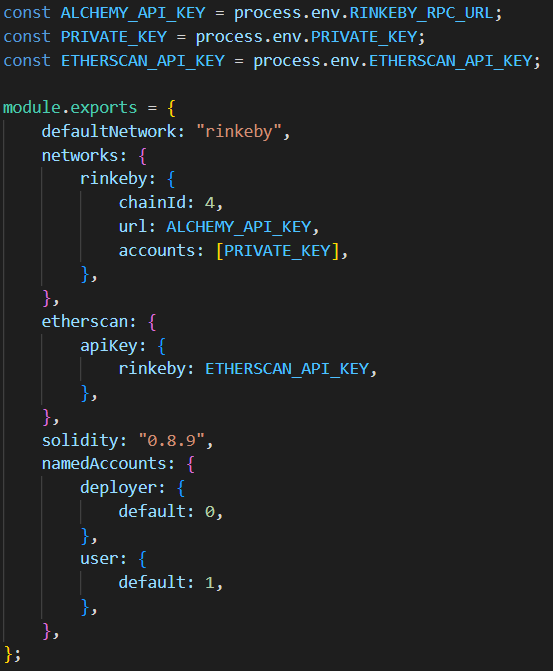 const ALCHEMY_API_KEY = process.env.RINKEBY_RPC_URL;
const PRIVATE_KEY = process.env.PRIVATE_KEY;
const ETHERSCAN_API_KEY = process.env.ETHERSCAN_API_KEY;

module.exports = {
    defaultNetwork: "rinkeby",
    networks: {
        rinkeby: {
            chainId: 4,
            url: ALCHEMY_API_KEY,
            accounts: [PRIVATE_KEY],
        },
    },
    etherscan: {
        apiKey: {
            rinkeby: ETHERSCAN_API_KEY,
        },
    },
    solidity: "0.8.9",
    namedAccounts: {
        deployer: {
            default: 0,
        },
        user: {
            default: 1,
        },
    },
};